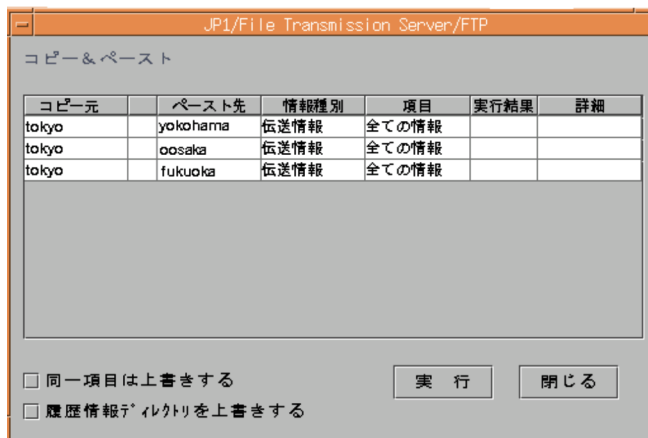 JP1/File Transmission Server/FTP
コピー＆ペースト
コピー元 ペースト先 情報種別 項目 実行結果 詳細
tokyo yokohama 伝送情報 全ての情報
tokyo oosaka 伝送情報 全ての情報
tokyo fukuoka 伝送情報 全ての情報
同一項目は上書きする
実 行 閉じる
履歴情報ﾃﾞｨﾚｸﾄﾘを上書きする